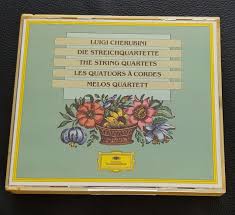 LUIGI CHERUBINI
DIE STREICHQUARTETTE
THE STRING QUARTETS
LES QUATUORS À CORDES
MELOS QUARTETT